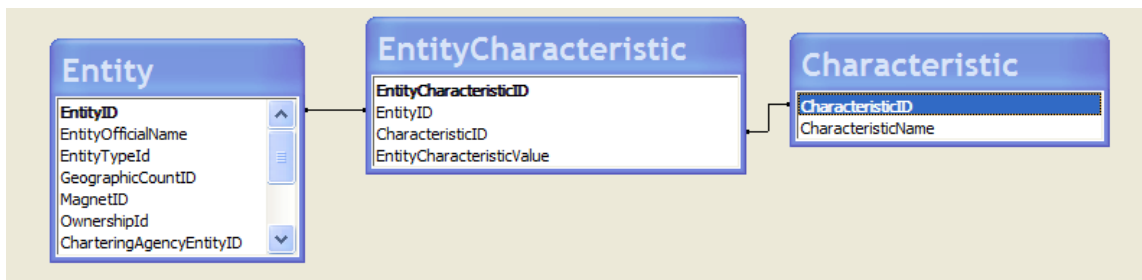 Entity
EntityID
EntityOfficialName
EntityTypeId
GeographicCountID
MagnetID
OwnershipId
CharteringAgencyEntityID
EntityCharacteristic
EntityCharacteristicID
EntityID
CharacteristicID
EntityCharacteristicValue
Characteristic
CharacteristicID
CharacteristicName